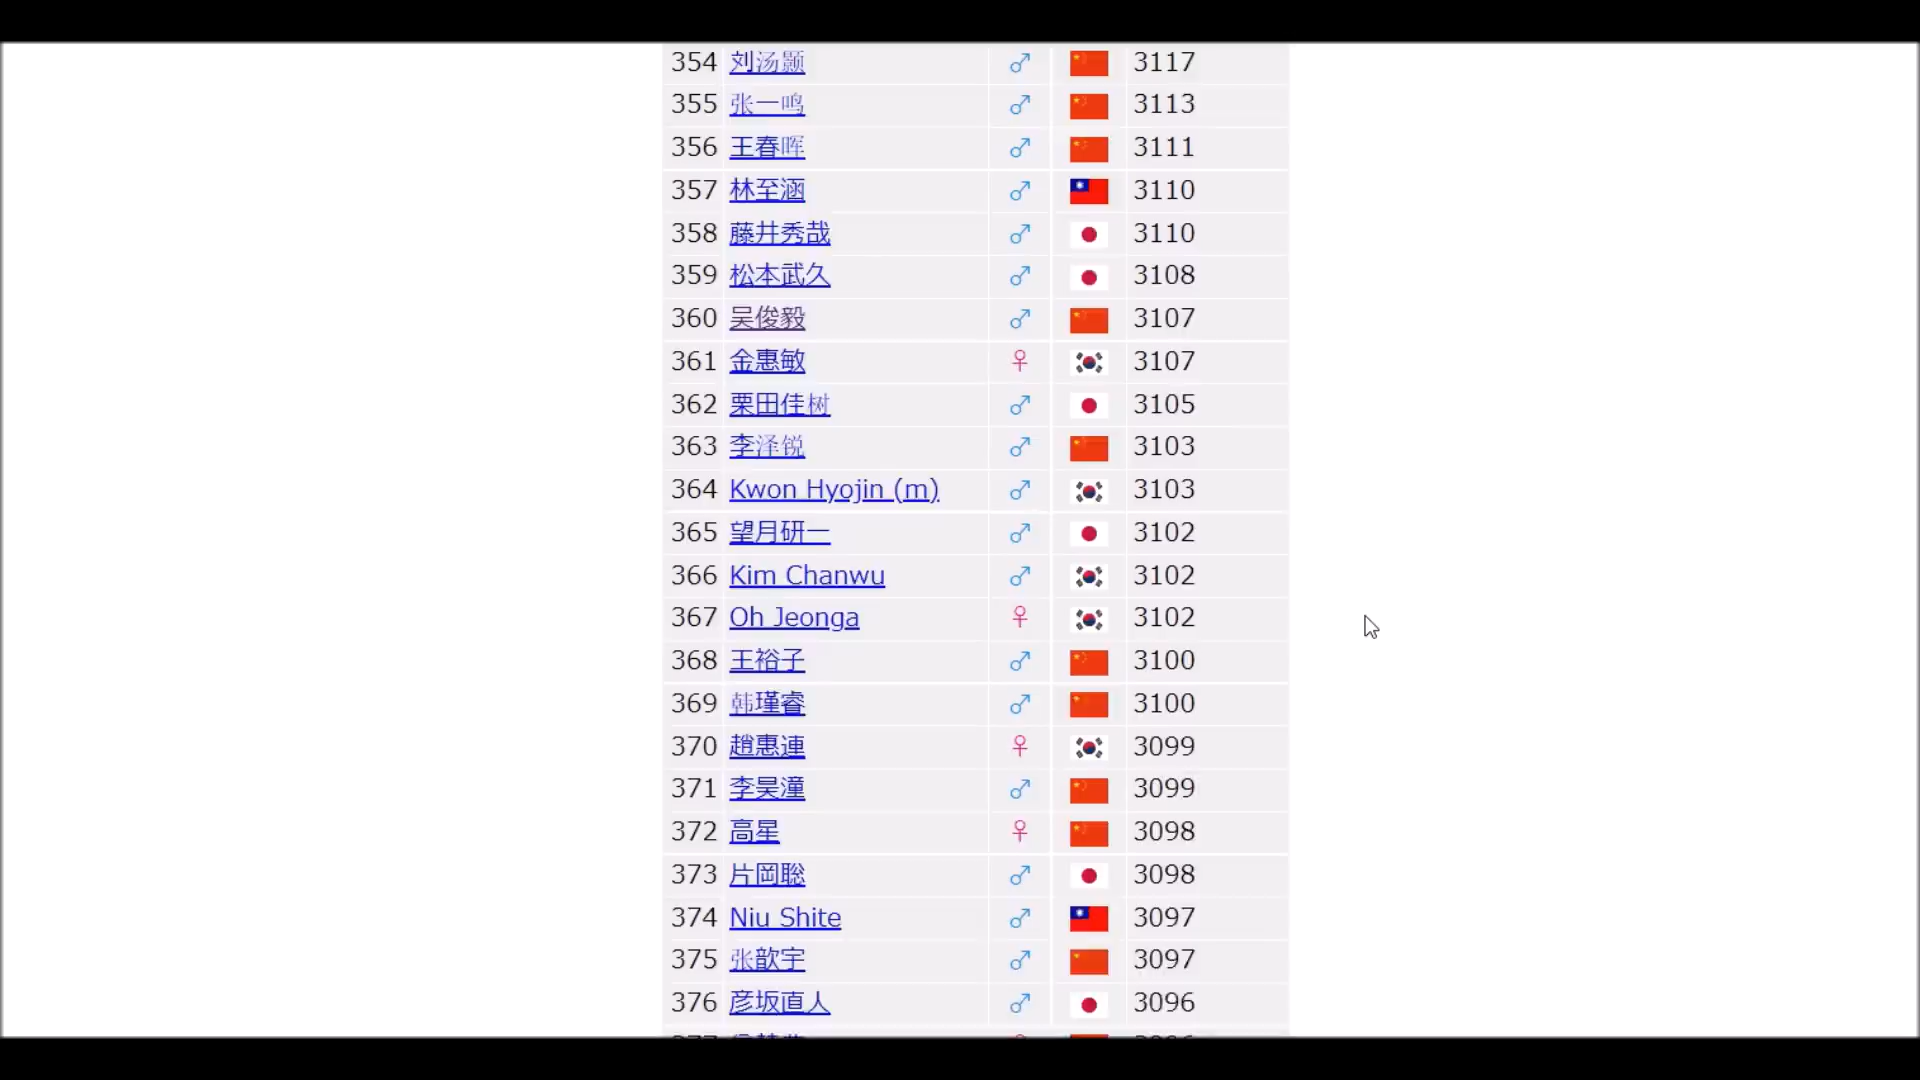 354 刘汤颢 ♂ 3117
355 张一鸣 ♂ 3113
356 王春晖 ♂ 3111
357 林至涵 ♂ 3110
358 藤井秀哉 ♂ 3110
359 松本武久 ♂ 3108
360 吴俊毅 ♂ 3107
361 金惠敏 ♀ 3107
362 栗田佳树 ♂ 3105
363 李泽锐 ♂ 3103
364 Kwon Hyojin (m) ♂ 3103
365 望月研一 ♂ 3102
366 Kim Chanwu ♂ 3102
367 Oh Jeonga ♀ 3102
368 王裕子 ♂ 3100
369 韩瑾睿 ♂ 3100
370 趙惠連 ♀ 3099
371 李昊潼 ♂ 3099
372 高星 ♀ 3098
373 片岡聡 ♂ 3098
374 Niu Shite ♂ 3097
375 张歆宇 ♂ 3097
376 彦坂直人 ♂ 3096